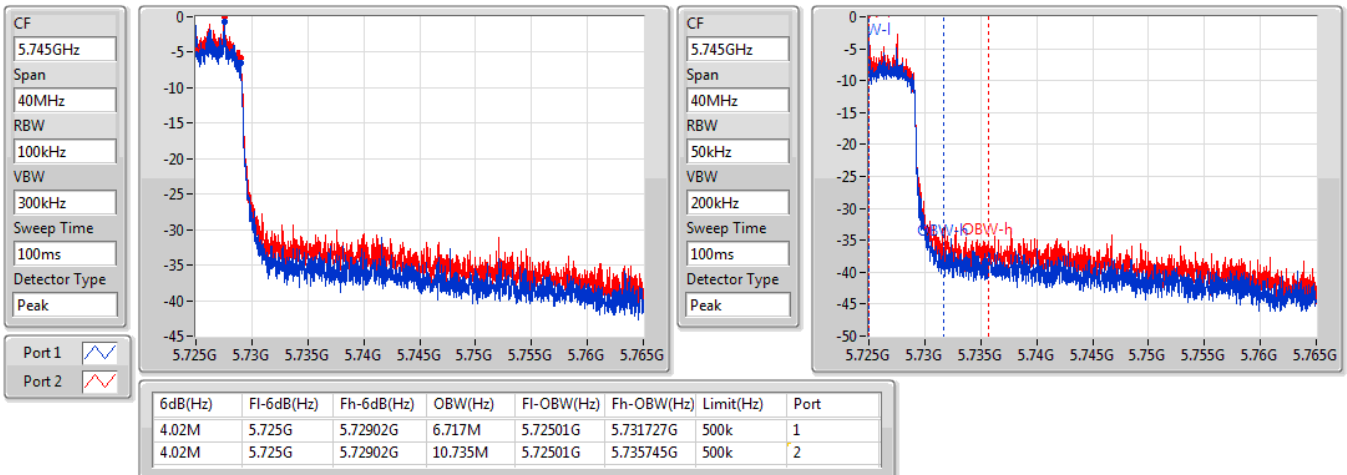 CF
5.745GHz
Span
40MHz
RBW
100kHz
VBW
300kHz
Sweep Time
100ms
Detector Type
Peak
Port 1
Port 2
0
-5
-10
-15
-20
-25
-30
-35
-40
-45
5.725G 5.73G 5.735G 5.74G 5.745G 5.75G 5.755G 5.76G 5.765G
CF
5.745GHz
Span
40MHz
RBW
50kHz
VBW
200kHz
Sweep Time
100ms
Detector Type
Peak
0
-5
-10
-15
-20
-25
-30
-35
-40
-45
-50
W-l
OBW-h OBW-h
5.725G 5.73G 5.735G 5.74G 5.745G 5.75G 5.755G 5.76G 5.765G
6dB(Hz) Fl-6dB(Hz) Fh-6dB(Hz) OBW(Hz) Fl-OBW(Hz) Fh-OBW(Hz) Limit(Hz) Port
4.02M 5.725G 5.72902G 6.717M 5.72501G 5.731727G 500k 1
4.02M 5.725G 5.72902G 10.735M 5.72501G 5.735745G 500k 2